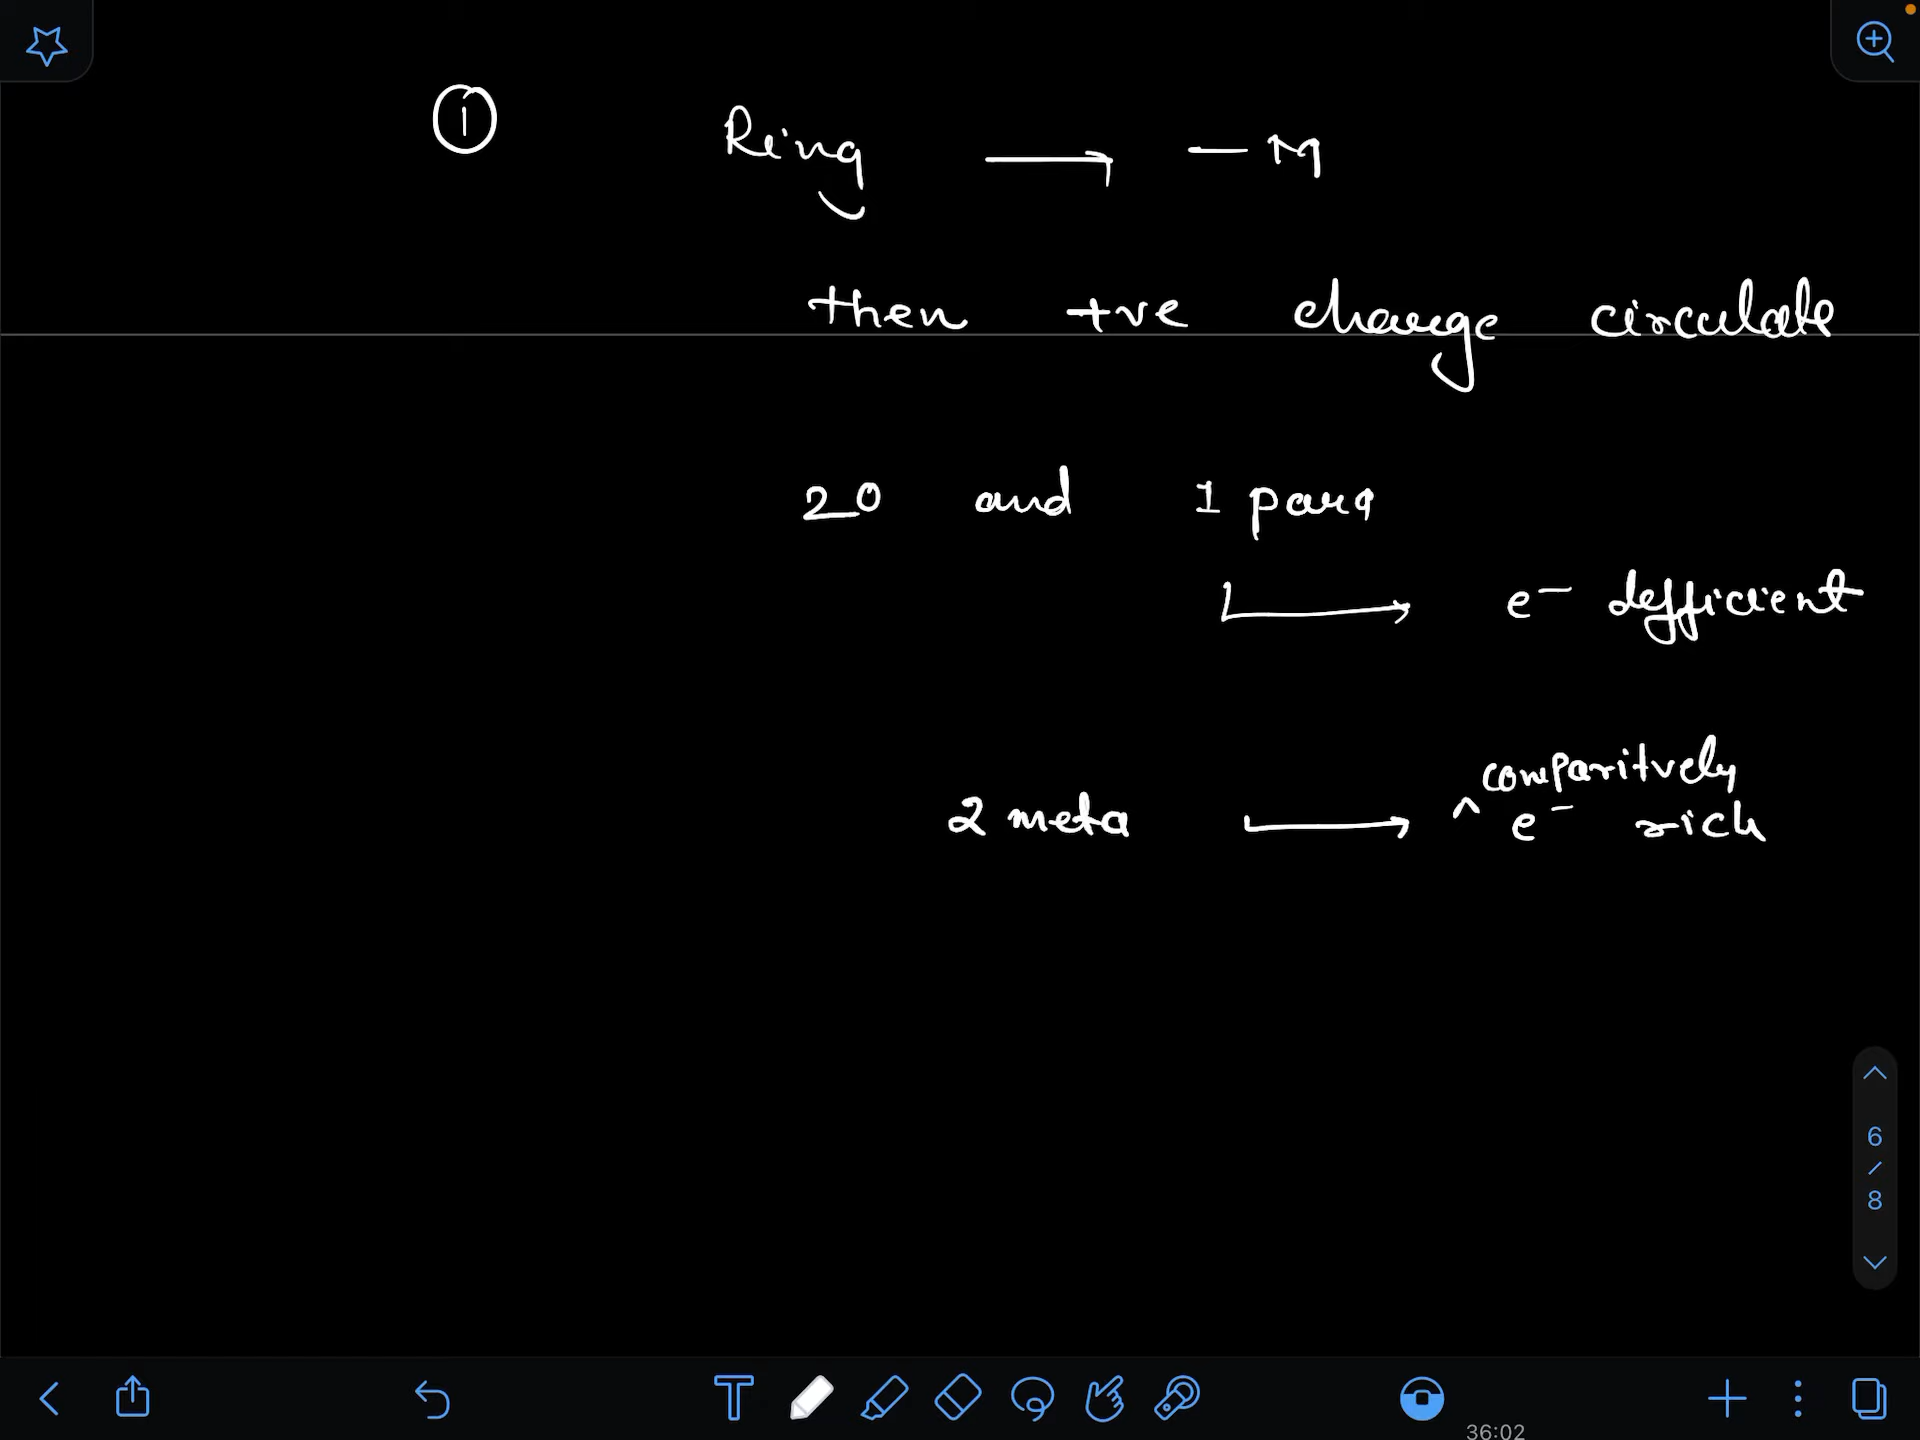 1 Ring → -M
then +ve charge circulate
2 O and 1 para
→ e⁻ defficient
comparitvely
2 meta → ^ e⁻ rich
6
/
8
36:02